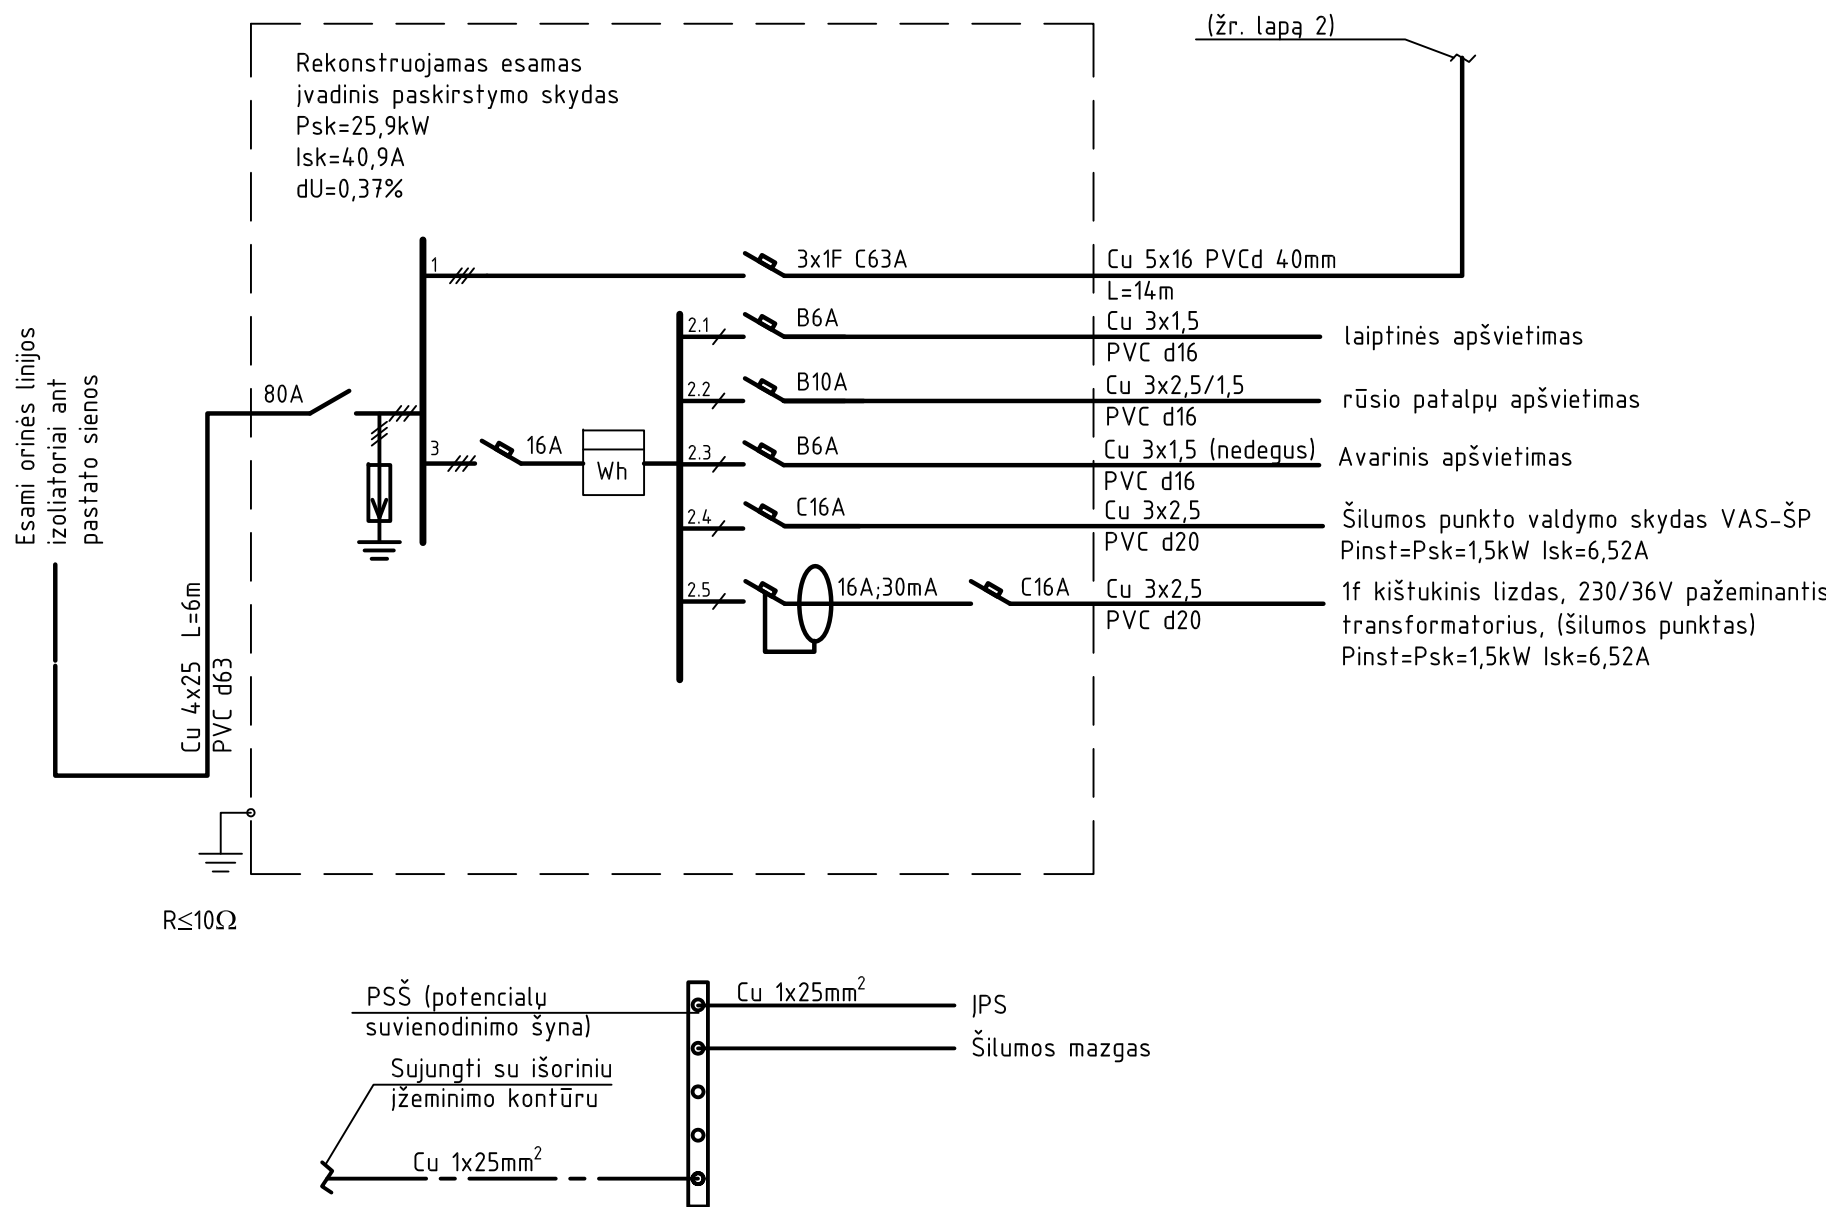 (žr. lapą 2)
Rekonstruojamas esamas
įvadinis paskirstymo skydas
Psk=25,9kW
Isk=40,9A
dU=0,37%
1
3x1F C63A
Cu 5x16 PVCd 40mm
L=14m
2.1
B6A
Cu 3x1,5
PVC d16
laiptinės apšvietimas
2.2
B10A
Cu 3x2,5/1,5
PVC d16
rūsio patalpų apšvietimas
80A
3
16A
Wh
2.3
B6A
Cu 3x1,5 (nedegus)
PVC d16
Avarinis apšvietimas
2.4
C16A
Cu 3x2,5
PVC d20
Šilumos punkto valdymo skydas VAS-ŠP
Pinst=Psk=1,5kW Isk=6,52A
2.5
16A;30mA
C16A
Cu 3x2,5
PVC d20
1f kištukinis lizdas, 230/36V pažeminantis
transformatorius, (šilumos punktas)
Pinst=Psk=1,5kW Isk=6,52A
Esami orinės linijos
izoliatoriai ant
pastato sienos
Cu 4x25 L=6m
PVC d63
R≤10Ω
PSŠ (potencialų
suvienodinimo šyna)
Cu 1x25mm²
ĮPS
Šilumos mazgas
Sujungti su išoriniu
įžeminimo kontūru
Cu 1x25mm²